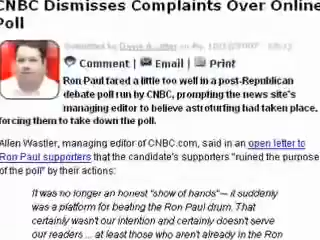 CNBC Dismisses Complaints Over Online
Poll
Submitted by David A. Utter on
Comment | Email | Print
Ron Paul fared a little too well in a post-Republican
debate poll run by CNBC, prompting the news site's
managing editor to believe astroturfing had taken place,
forcing them to take down the poll.
Allen Wastler, managing editor of CNBC.com, said in an open letter to
Ron Paul supporters that the candidate's supporters "ruined the purpose
of the poll" by their actions:
It was no longer an honest "show of hands" -- it suddenly
was a platform for beating the Ron Paul drum. That
certainly wasn't our intention and certainly doesn't serve
our readers ... at least those who aren't already in the Ron